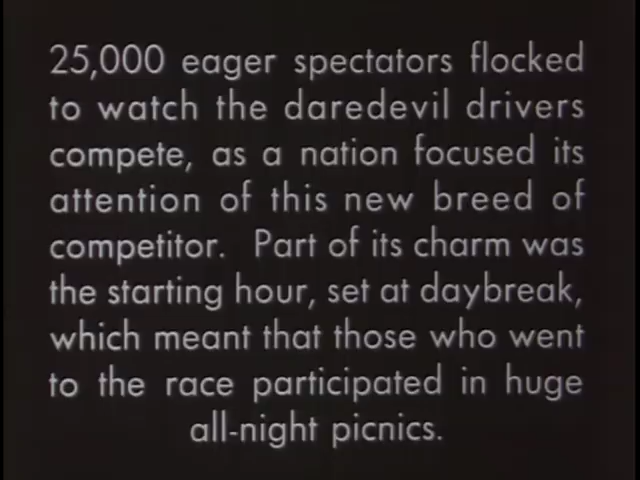 25,000 eager spectators flocked
to watch the daredevil drivers
compete, as a nation focused its
attention of this new breed of
competitor.  Part of its charm was
the starting hour, set at daybreak,
which meant that those who went
to the race participated in huge
all-night picnics.